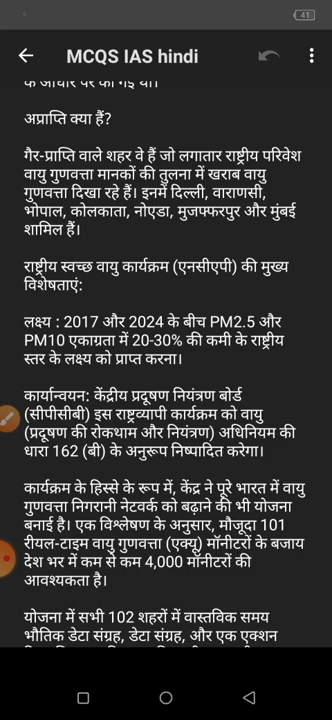 41
MCQS IAS hindi
के आधार पर की गई थी।
अप्राप्ति क्या हैं?
गैर-प्राप्ति वाले शहर वे हैं जो लगातार राष्ट्रीय परिवेश
वायु गुणवत्ता मानकों की तुलना में खराब वायु
गुणवत्ता दिखा रहे हैं। इनमें दिल्ली, वाराणसी,
भोपाल, कोलकाता, नोएडा, मुजफ्फरपुर और मुंबई
शामिल हैं।
राष्ट्रीय स्वच्छ वायु कार्यक्रम (एनसीएपी) की मुख्य
विशेषताएं:
लक्ष्य : 2017 और 2024 के बीच PM2.5 और
PM10 एकाग्रता में 20-30% की कमी के राष्ट्रीय
स्तर के लक्ष्य को प्राप्त करना।
कार्यान्वयन: केंद्रीय प्रदूषण नियंत्रण बोर्ड
(सीपीसीबी) इस राष्ट्रव्यापी कार्यक्रम को वायु
(प्रदूषण की रोकथाम और नियंत्रण) अधिनियम की
धारा 162 (बी) के अनुरूप निष्पादित करेगा।
कार्यक्रम के हिस्से के रूप में, केंद्र ने पूरे भारत में वायु
गुणवत्ता निगरानी नेटवर्क को बढ़ाने की भी योजना
बनाई है। एक विश्लेषण के अनुसार, मौजूदा 101
रीयल-टाइम वायु गुणवत्ता (एक्यू) मॉनीटरों के बजाय
देश भर में कम से कम 4,000 मॉनीटरों की
आवश्यकता है।
योजना में सभी 102 शहरों में वास्तविक समय
भौतिक डेटा संग्रह, डेटा संग्रह, और एक एक्शन